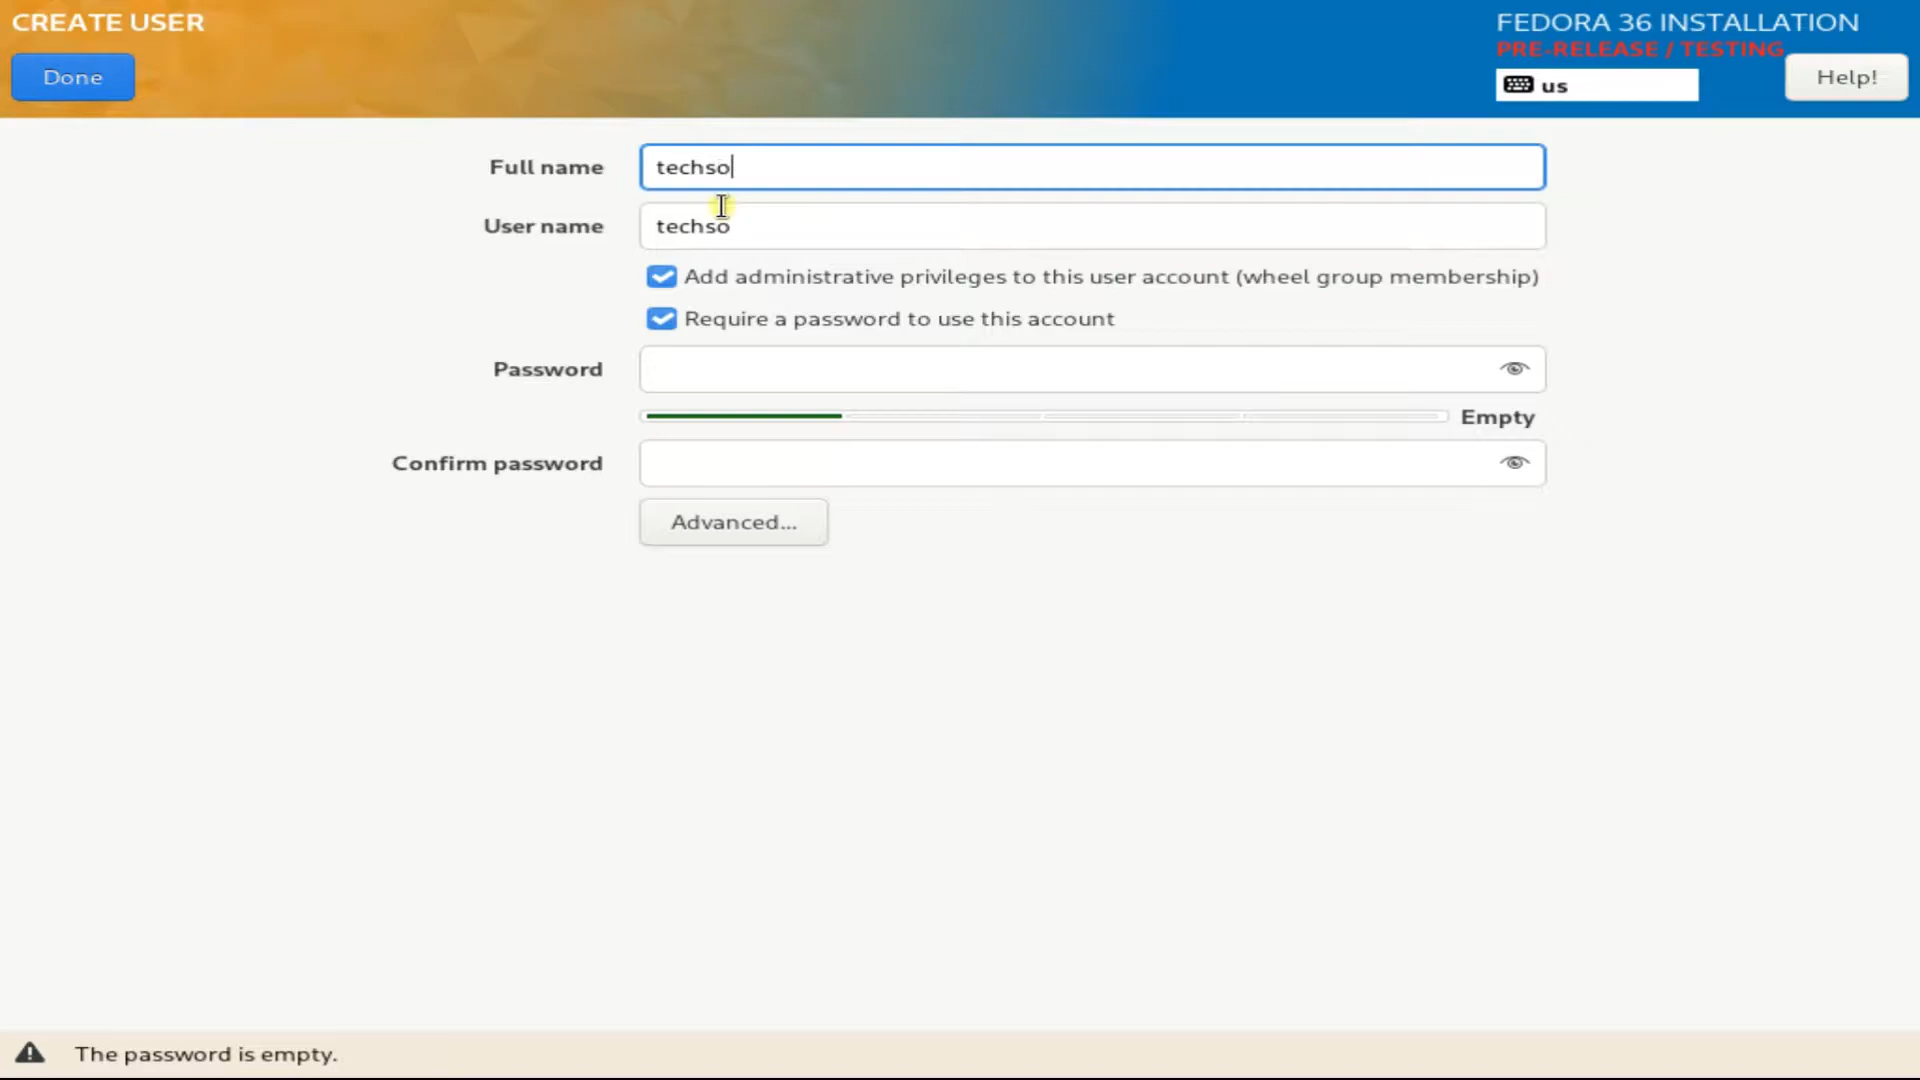 CREATE USER
FEDORA 36 INSTALLATION
PRE-RELEASE / TESTING
Done
us
Help!
Full name
techso
User name
techso
Add administrative privileges to this user account (wheel group membership)
Require a password to use this account
Password
Empty
Confirm password
Advanced...
The password is empty.